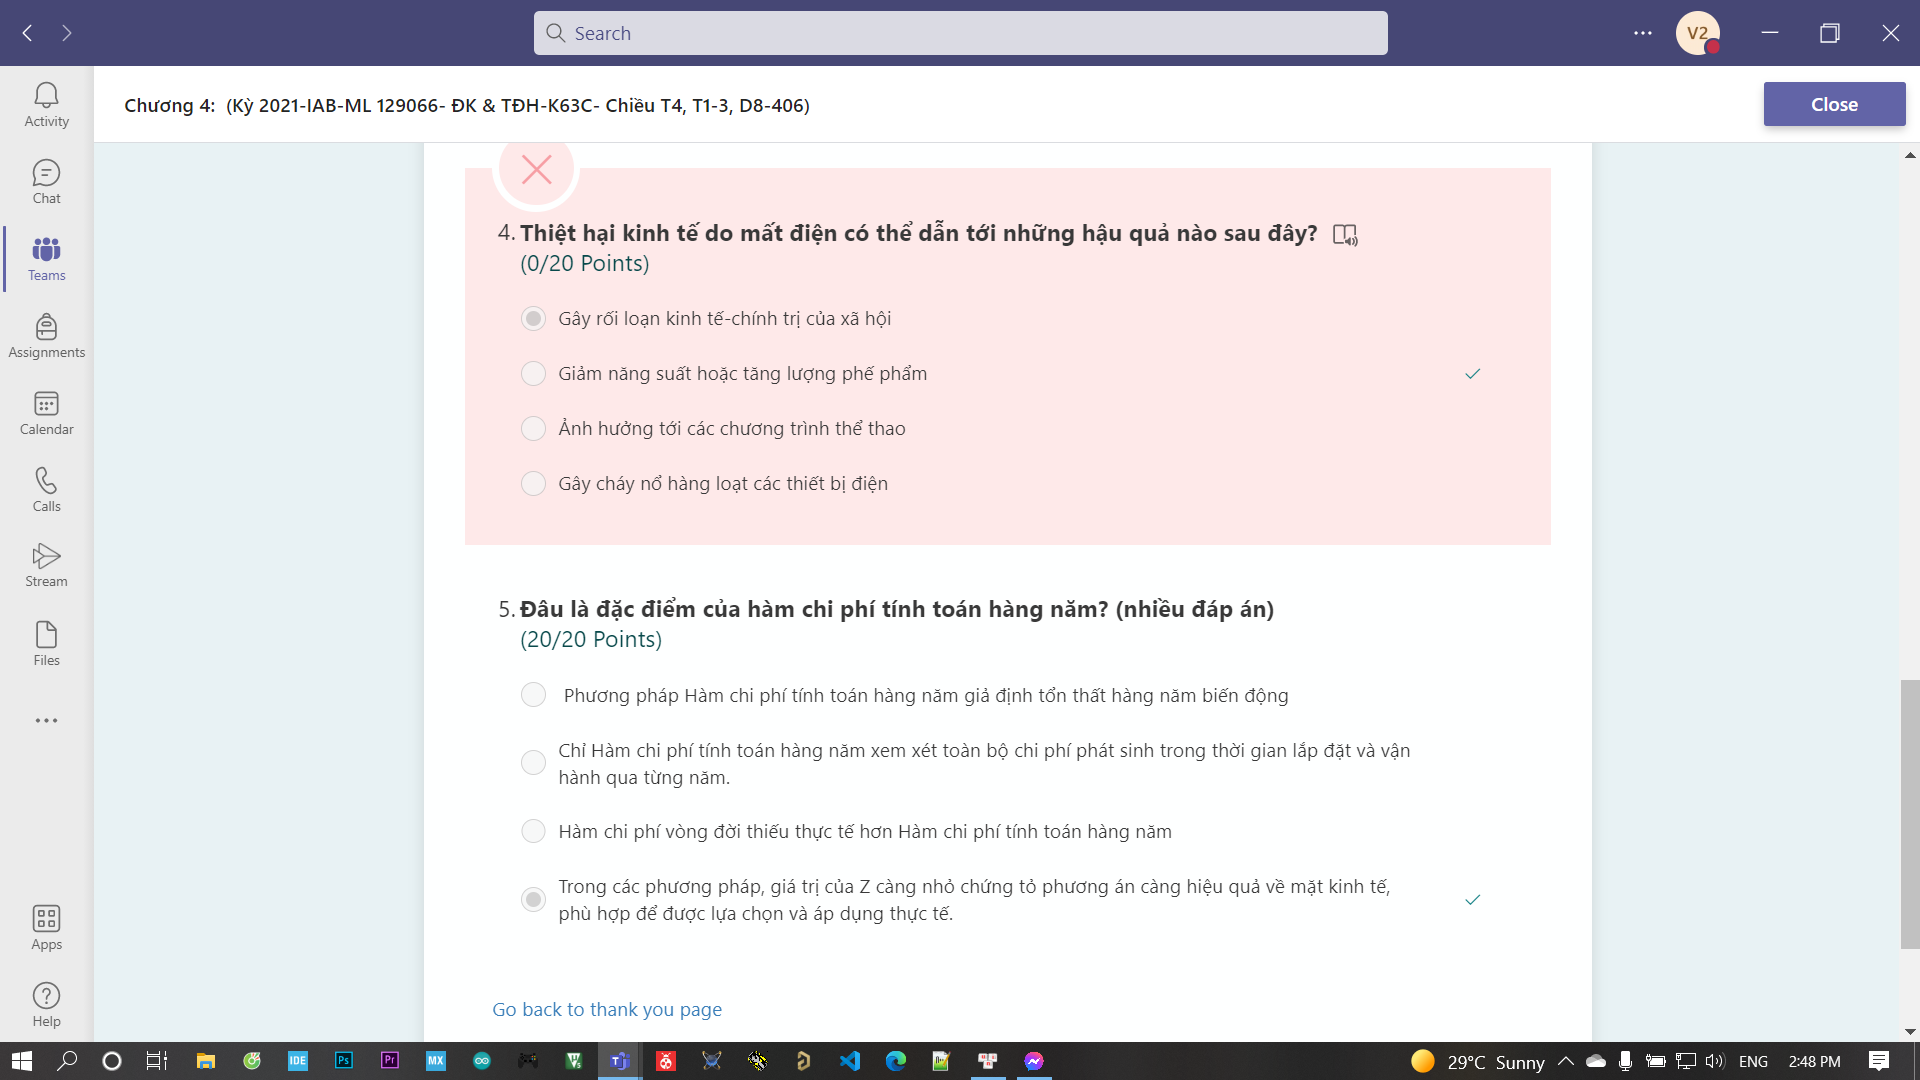 Search
V2
Activity
Chat
Teams
Assignments
Calendar
Calls
Stream
Files
Apps
Help
Chương 4:  (Kỳ 2021-IAB-ML 129066- ĐK & TĐH-K63C- Chiều T4, T1-3, D8-406)
Close
4. Thiệt hại kinh tế do mất điện có thể dẫn tới những hậu quả nào sau đây?
(0/20 Points)
Gây rối loạn kinh tế-chính trị của xã hội
Giảm năng suất hoặc tăng lượng phế phẩm
Ảnh hưởng tới các chương trình thể thao
Gây cháy nổ hàng loạt các thiết bị điện
5. Đâu là đặc điểm của hàm chi phí tính toán hàng năm? (nhiều đáp án)
(20/20 Points)
Phương pháp Hàm chi phí tính toán hàng năm giả định tổn thất hàng năm biến động
Chỉ Hàm chi phí tính toán hàng năm xem xét toàn bộ chi phí phát sinh trong thời gian lắp đặt và vận
hành qua từng năm.
Hàm chi phí vòng đời thiếu thực tế hơn Hàm chi phí tính toán hàng năm
Trong các phương pháp, giá trị của Z càng nhỏ chứng tỏ phương án càng hiệu quả về mặt kinh tế,
phù hợp để được lựa chọn và áp dụng thực tế.
Go back to thank you page
IDE
Ps
Pr
MX
29°C Sunny
ENG
2:48 PM